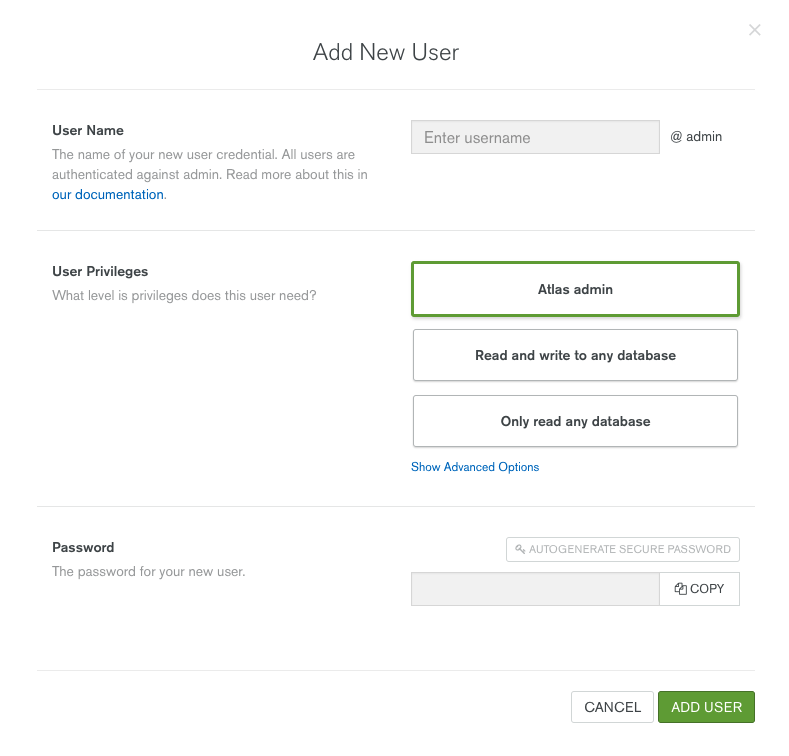 Add New User
User Name
Enter username
@ admin
The name of your new user credential. All users are
authenticated against admin. Read more about this in
our documentation.
User Privileges
What level is privileges does this user need?
Atlas admin
Read and write to any database
Only read any database
Show Advanced Options
Password
The password for your new user.
AUTOGENERATE SECURE PASSWORD
COPY
CANCEL
ADD USER